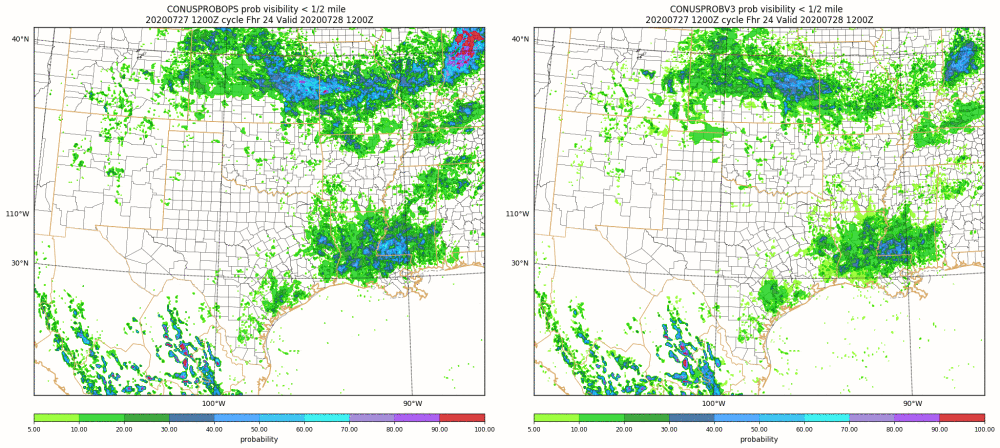 CONUSPROBOPS prob visibility < 1/2 mile
20200727 1200Z cycle Fhr 24 Valid 20200728 1200Z
40°N
110°W
30°N
100°W 90°W
5.00 10.00 20.00 30.00 40.00 50.00 60.00 70.00 80.00 90.00 100.00
probability
CONUSPROBV3 prob visibility < 1/2 mile
20200727 1200Z cycle Fhr 24 Valid 20200728 1200Z
40°N
110°W
30°N
100°W 90°W
5.00 10.00 20.00 30.00 40.00 50.00 60.00 70.00 80.00 90.00 100.00
probability